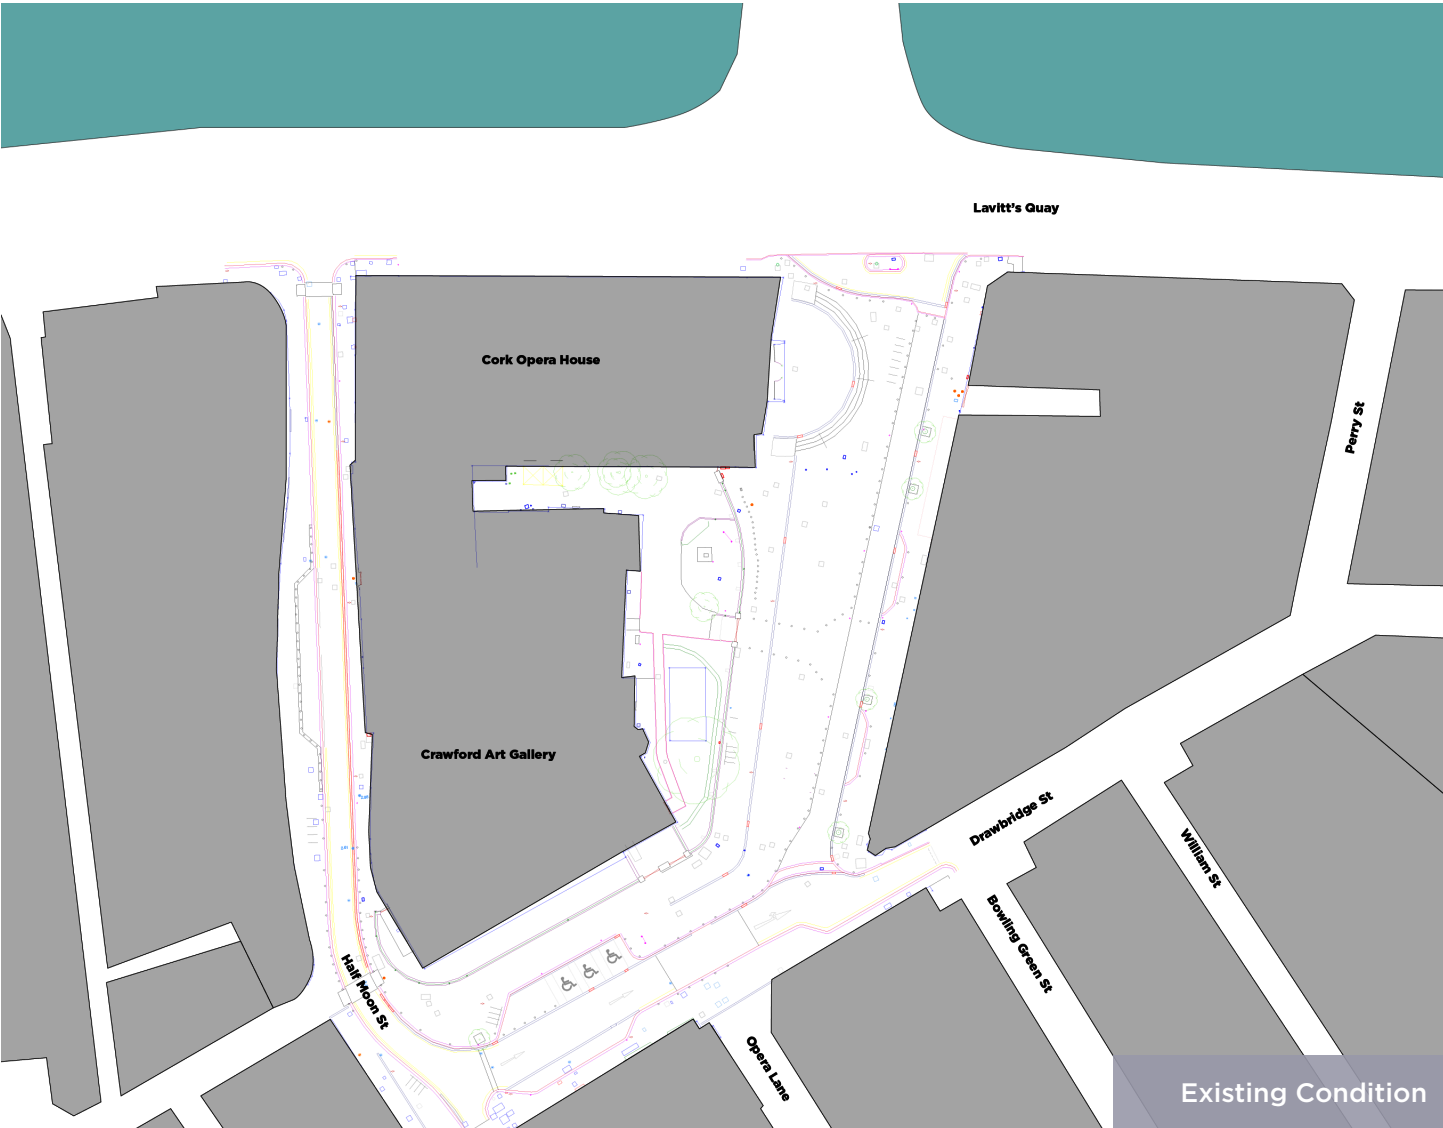 Lavitt's Quay
Cork Opera House
Perry St
Crawford Art Gallery
Drawbridge St
William St
Bowling Green St
Half Moon St
Opera Lane
Existing Condition